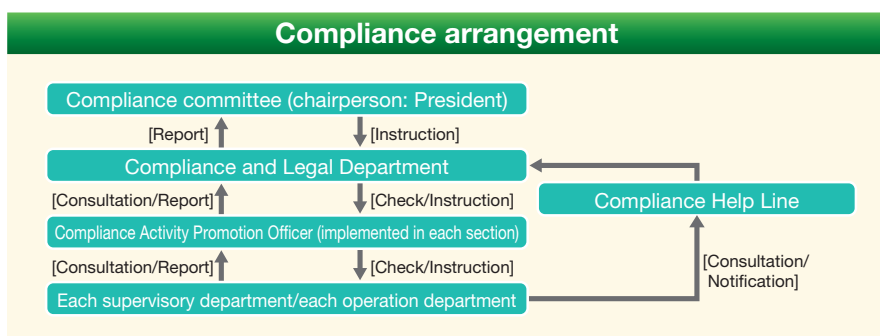 Compliance arrangement
Compliance committee (chairperson: President)
[Report]
[Instruction]
Compliance and Legal Department
[Consultation/Report]
[Check/Instruction]
Compliance Help Line
Compliance Activity Promotion Officer (implemented in each section)
[Consultation/Report]
[Check/Instruction]
[Consultation/
Notification]
Each supervisory department/each operation department